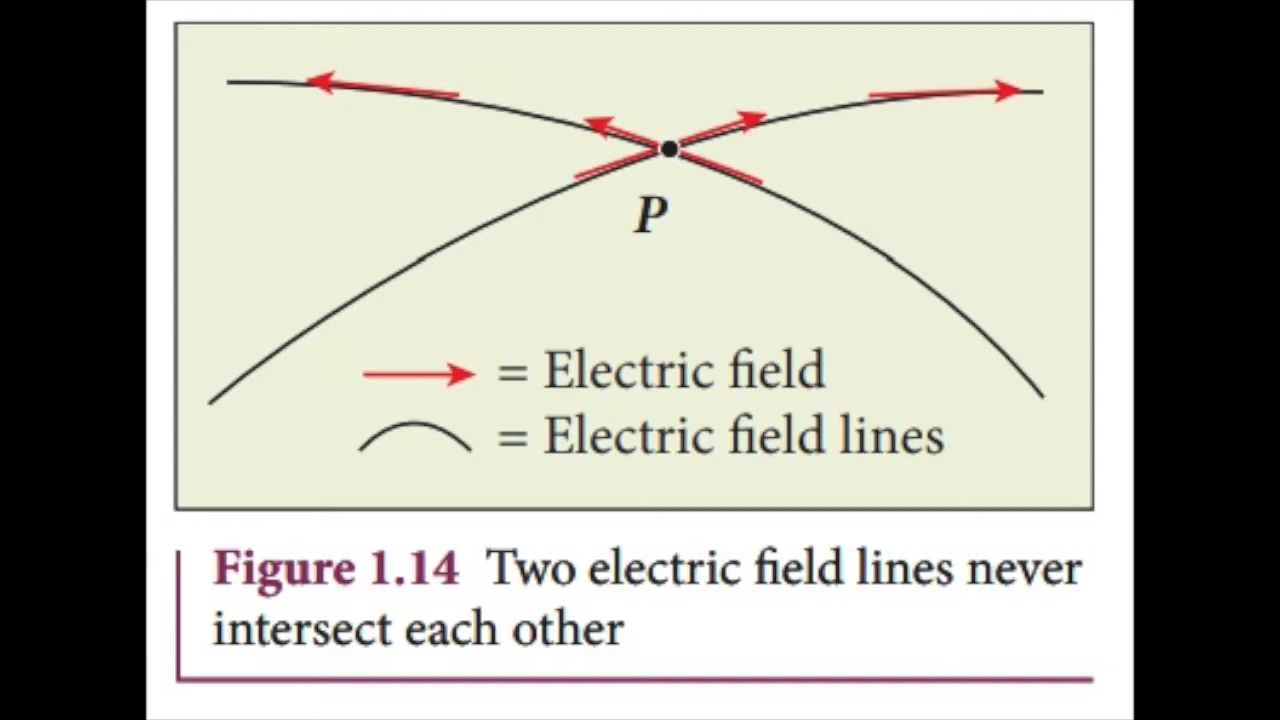 P
= Electric field
= Electric field lines
Figure 1.14 Two electric field lines never
intersect each other